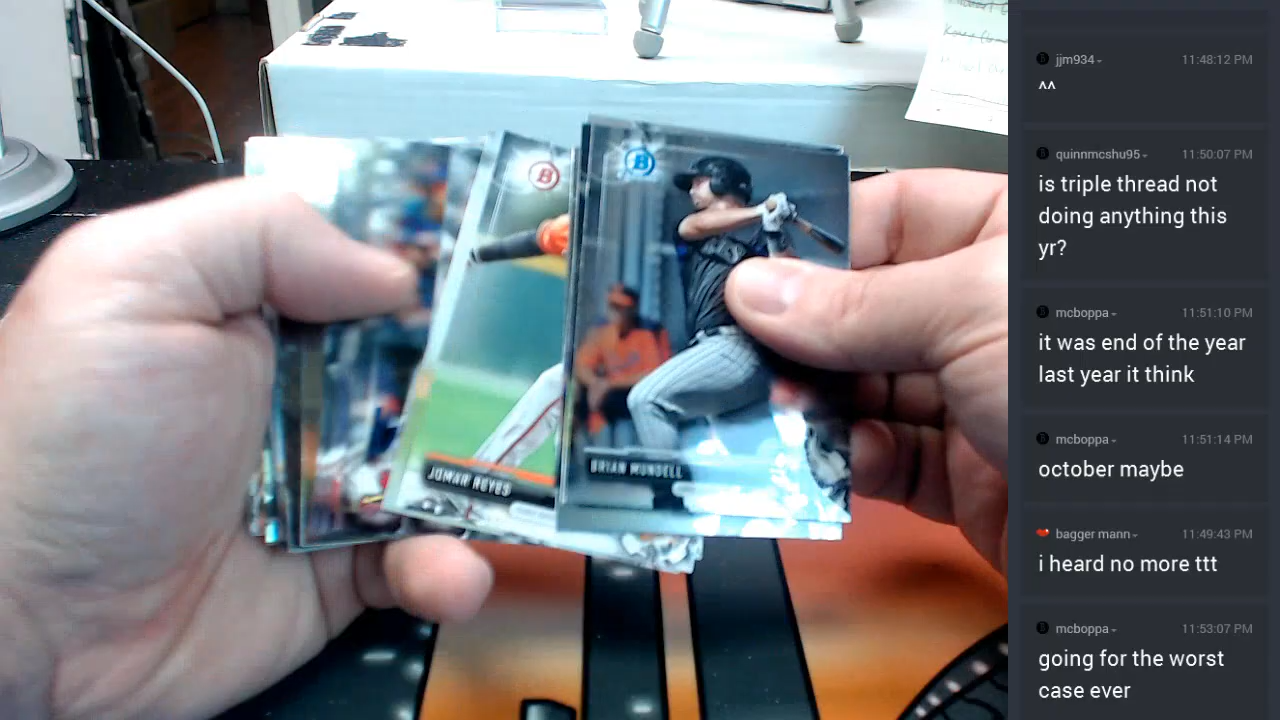 B
B
JOMAR REYES
BRIAN MUNDELL
jjm934
11:48:12 PM
^^
quinnmcshu95
11:50:07 PM
is triple thread not
doing anything this
yr?
mcboppa
11:51:10 PM
it was end of the year
last year it think
mcboppa
11:51:14 PM
october maybe
bagger mann
11:49:43 PM
i heard no more ttt
mcboppa
11:53:07 PM
going for the worst
case ever